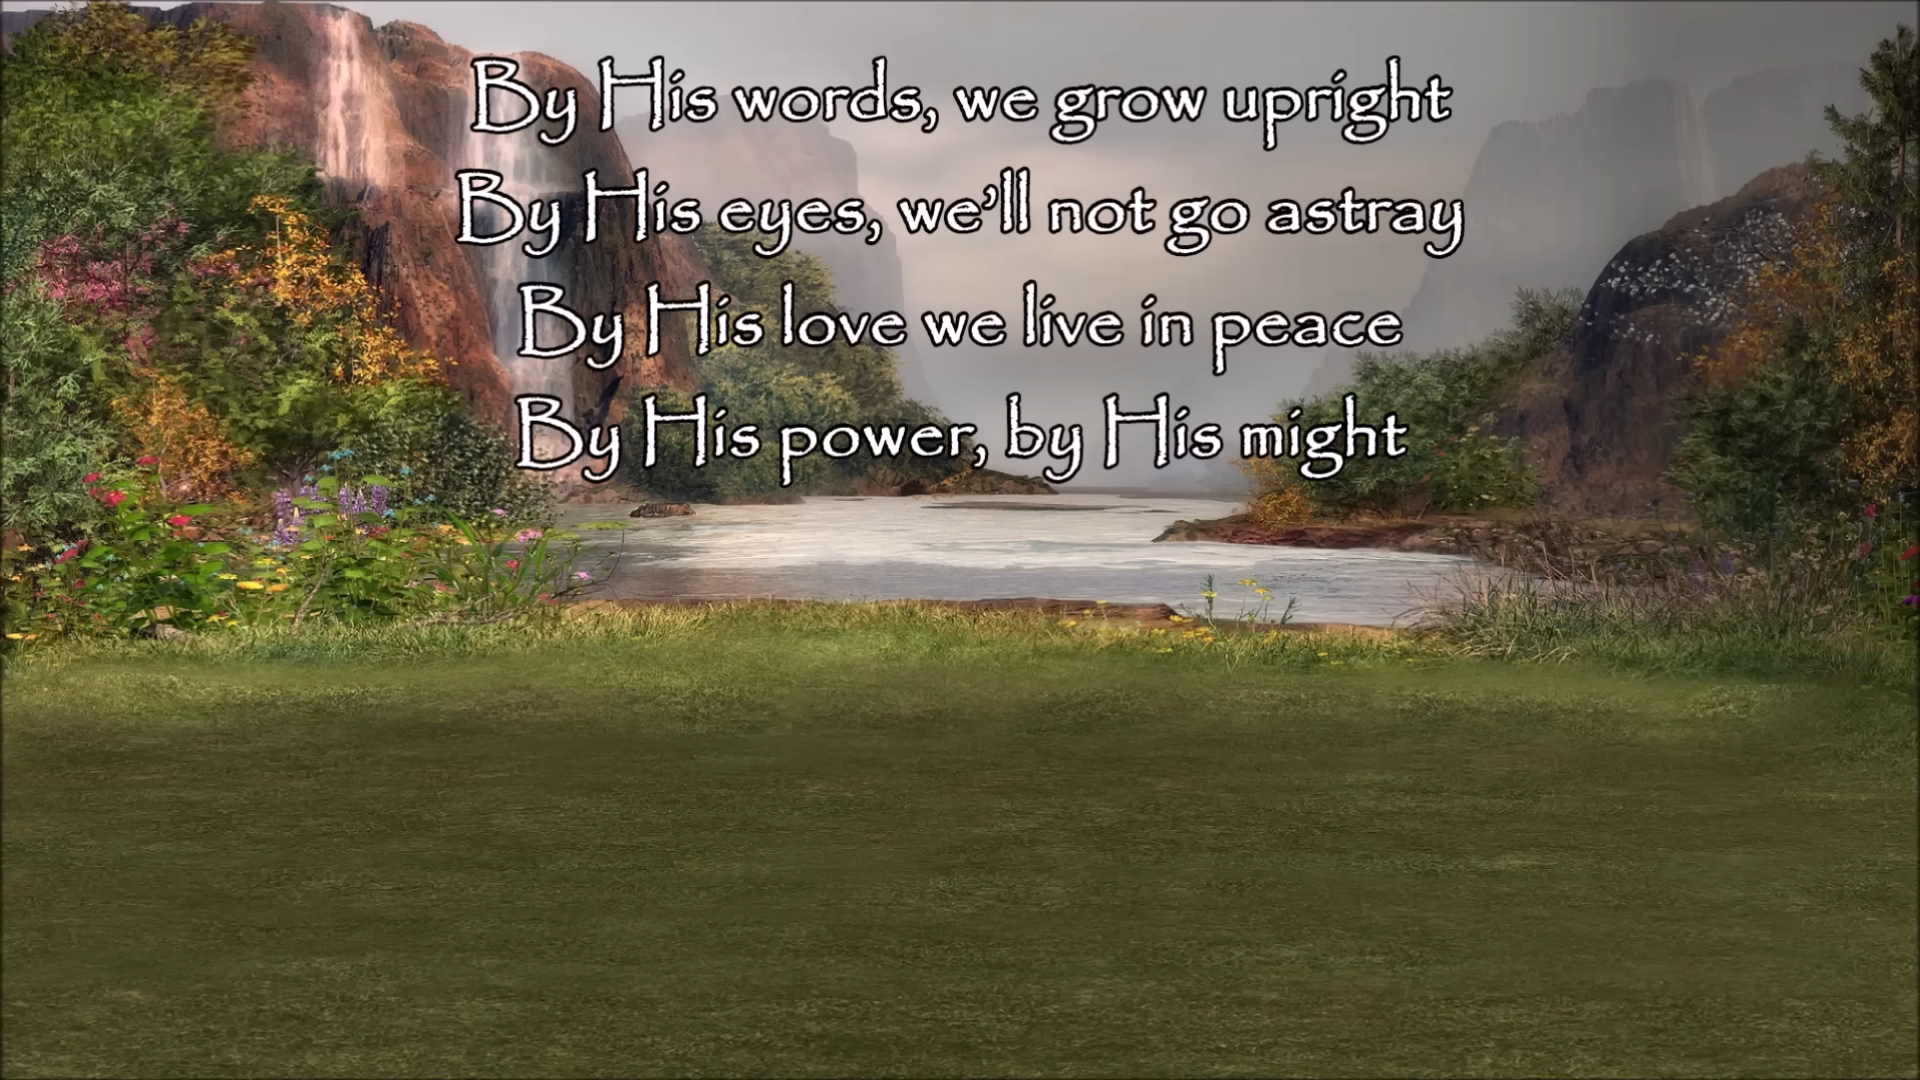 By His words, we grow upright
By His eyes, we’ll not go astray
By His love we live in peace
By His power, by His might